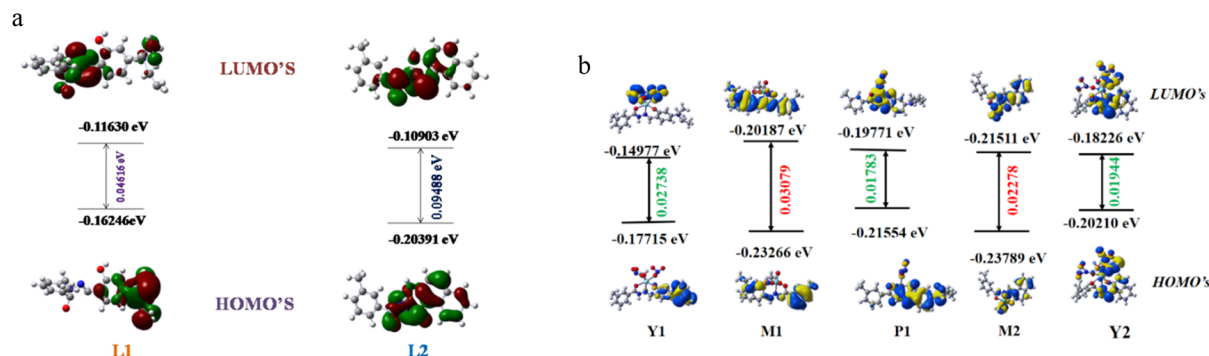 a
LUMO'S
-0.11630 eV
-0.10903 eV
0.04616 eV
0.09488 eV
-0.16246eV
-0.20391 eV
HOMO'S
L1
L2
b
LUMO's
-0.14977 eV
-0.20187 eV
-0.19771 eV
-0.21511 eV
-0.18226 eV
0.02738
0.03079
0.01783
0.02278
0.01944
-0.17715 eV
-0.23266 eV
-0.21554 eV
-0.23789 eV
-0.20210 eV
HOMO's
Y1
M1
P1
M2
Y2